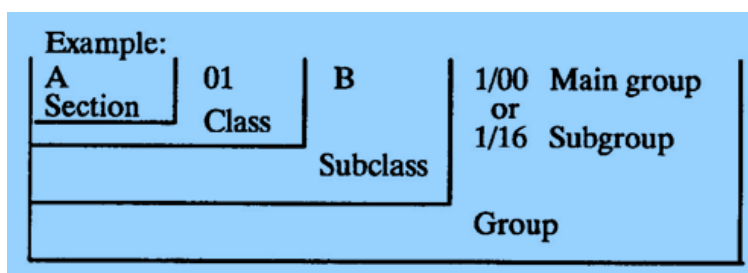 Example:
A 01 B 1/00 Main group
Section Class or
1/16 Subgroup
Subclass
Group